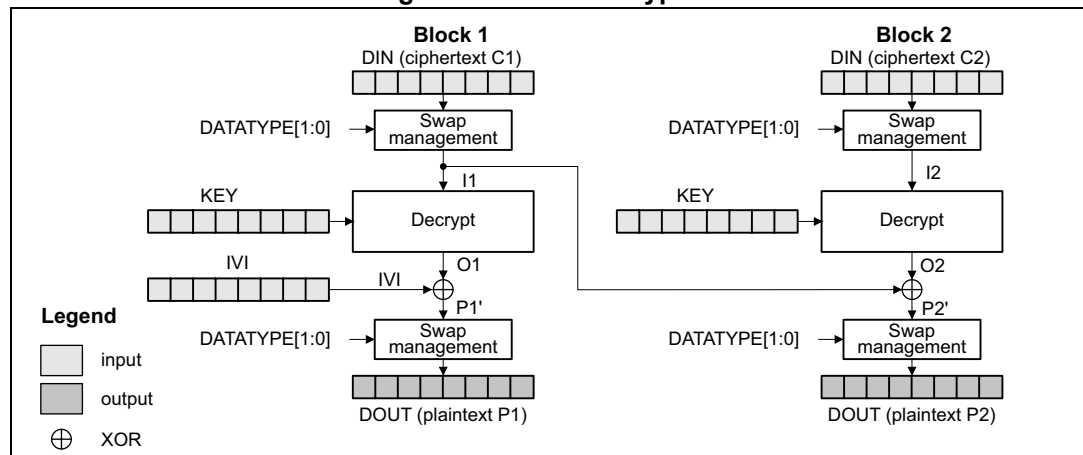 Block 1
DIN (ciphertext C1)
DATATYPE[1:0]
Swap
management
I1
KEY
Decrypt
IVI
IVI
O1
P1'
DATATYPE[1:0]
Swap
management
DOUT (plaintext P1)
Block 2
DIN (ciphertext C2)
DATATYPE[1:0]
Swap
management
I2
KEY
Decrypt
O2
P2'
DATATYPE[1:0]
Swap
management
DOUT (plaintext P2)
Legend
input
output
XOR